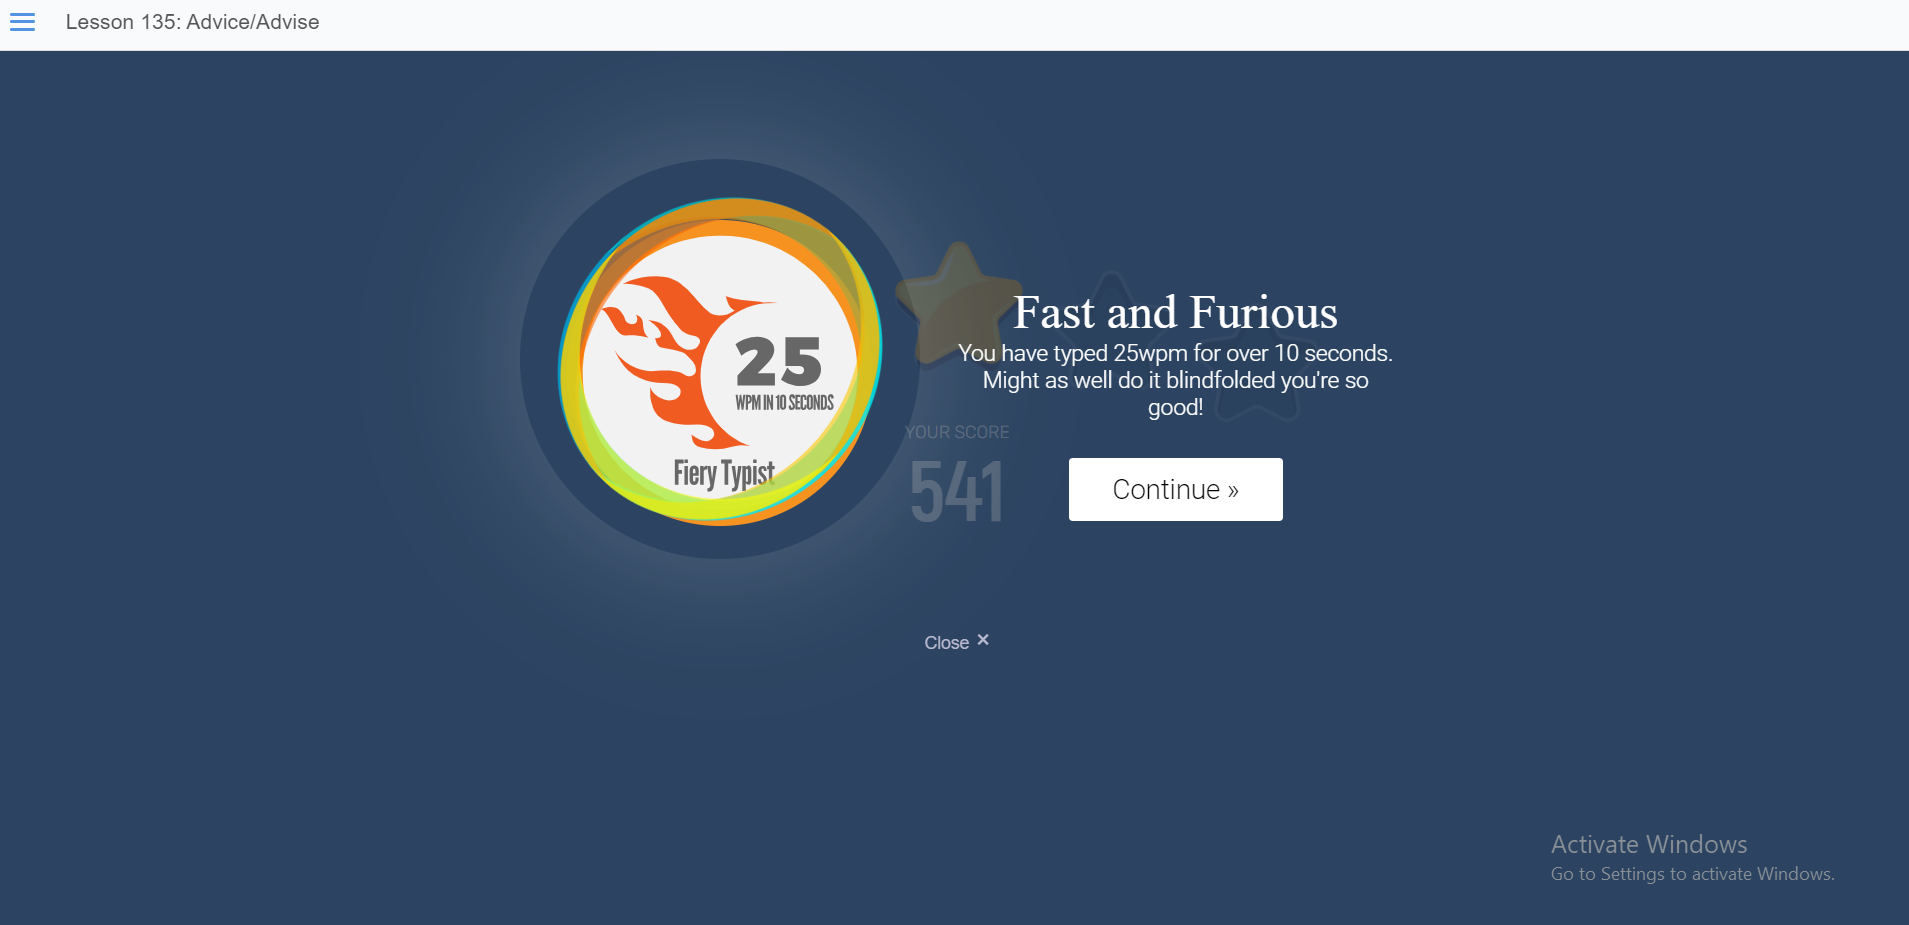 Lesson 135: Advice/Advise
25
WPM IN 10 SECONDS
Fiery Typist
Fast and Furious
You have typed 25wpm for over 10 seconds.
Might as well do it blindfolded you're so
good!
YOUR SCORE
541
Continue »
Close ×
Activate Windows
Go to Settings to activate Windows.